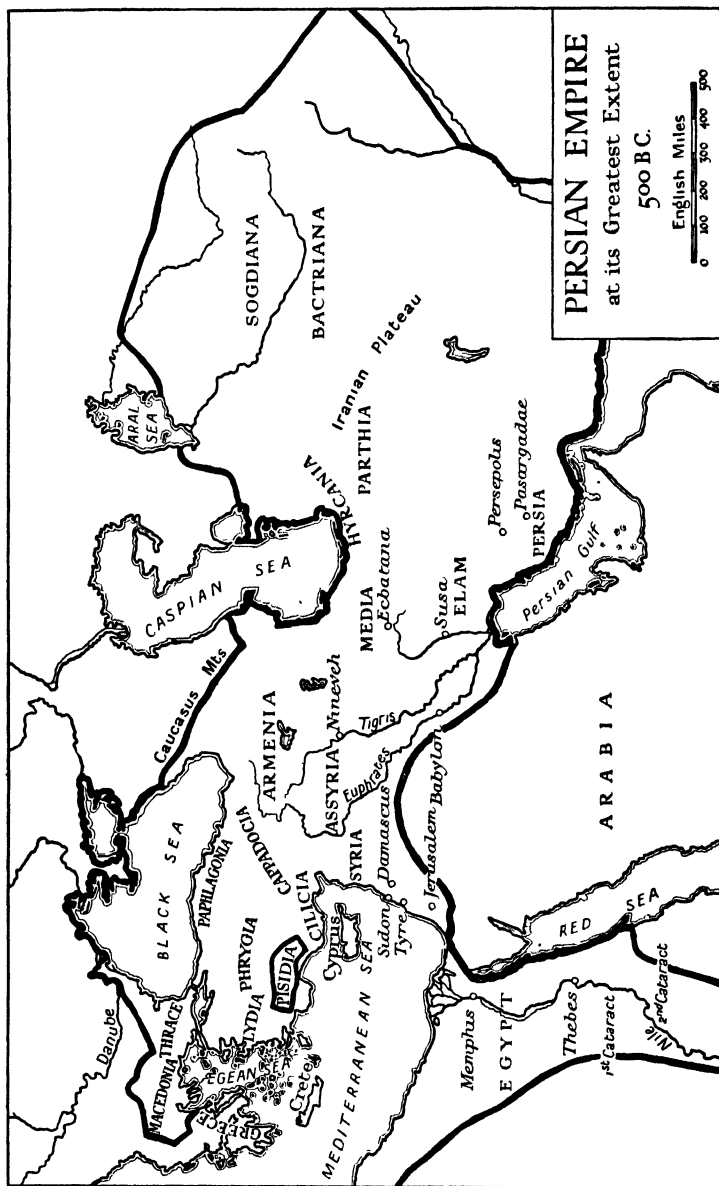 PERSIAN EMPIRE
at its Greatest Extent
500 B.C.
English Miles
0 100 200 300 400 500
Danube
BLACK SEA
Caucasus Mts
CASPIAN SEA
ARAL SEA
SOGDIANA
BACTRIANA
MACEDONIA
THRACE
GREECE
ÆGEAN SEA
LYDIA
PHRYGIA
PAPHLAGONIA
CAPPADOCIA
PISIDIA
CILICIA
ARMENIA
ASSYRIA
Nineveh
Tigris
Euphrates
MEDIA
Ecbatana
HYRCANIA
PARTHIA
Iranian Plateau
Crete
Cyprus
MEDITERRANEAN SEA
SYRIA
Sidon
Damascus
Tyre
Jerusalem
Babylon
Susa
ELAM
Persepolis
Pasargadae
PERSIA
Persian Gulf
ARABIA
RED SEA
Memphis
EGYPT
Thebes
1st Cataract
Nile
2nd Cataract